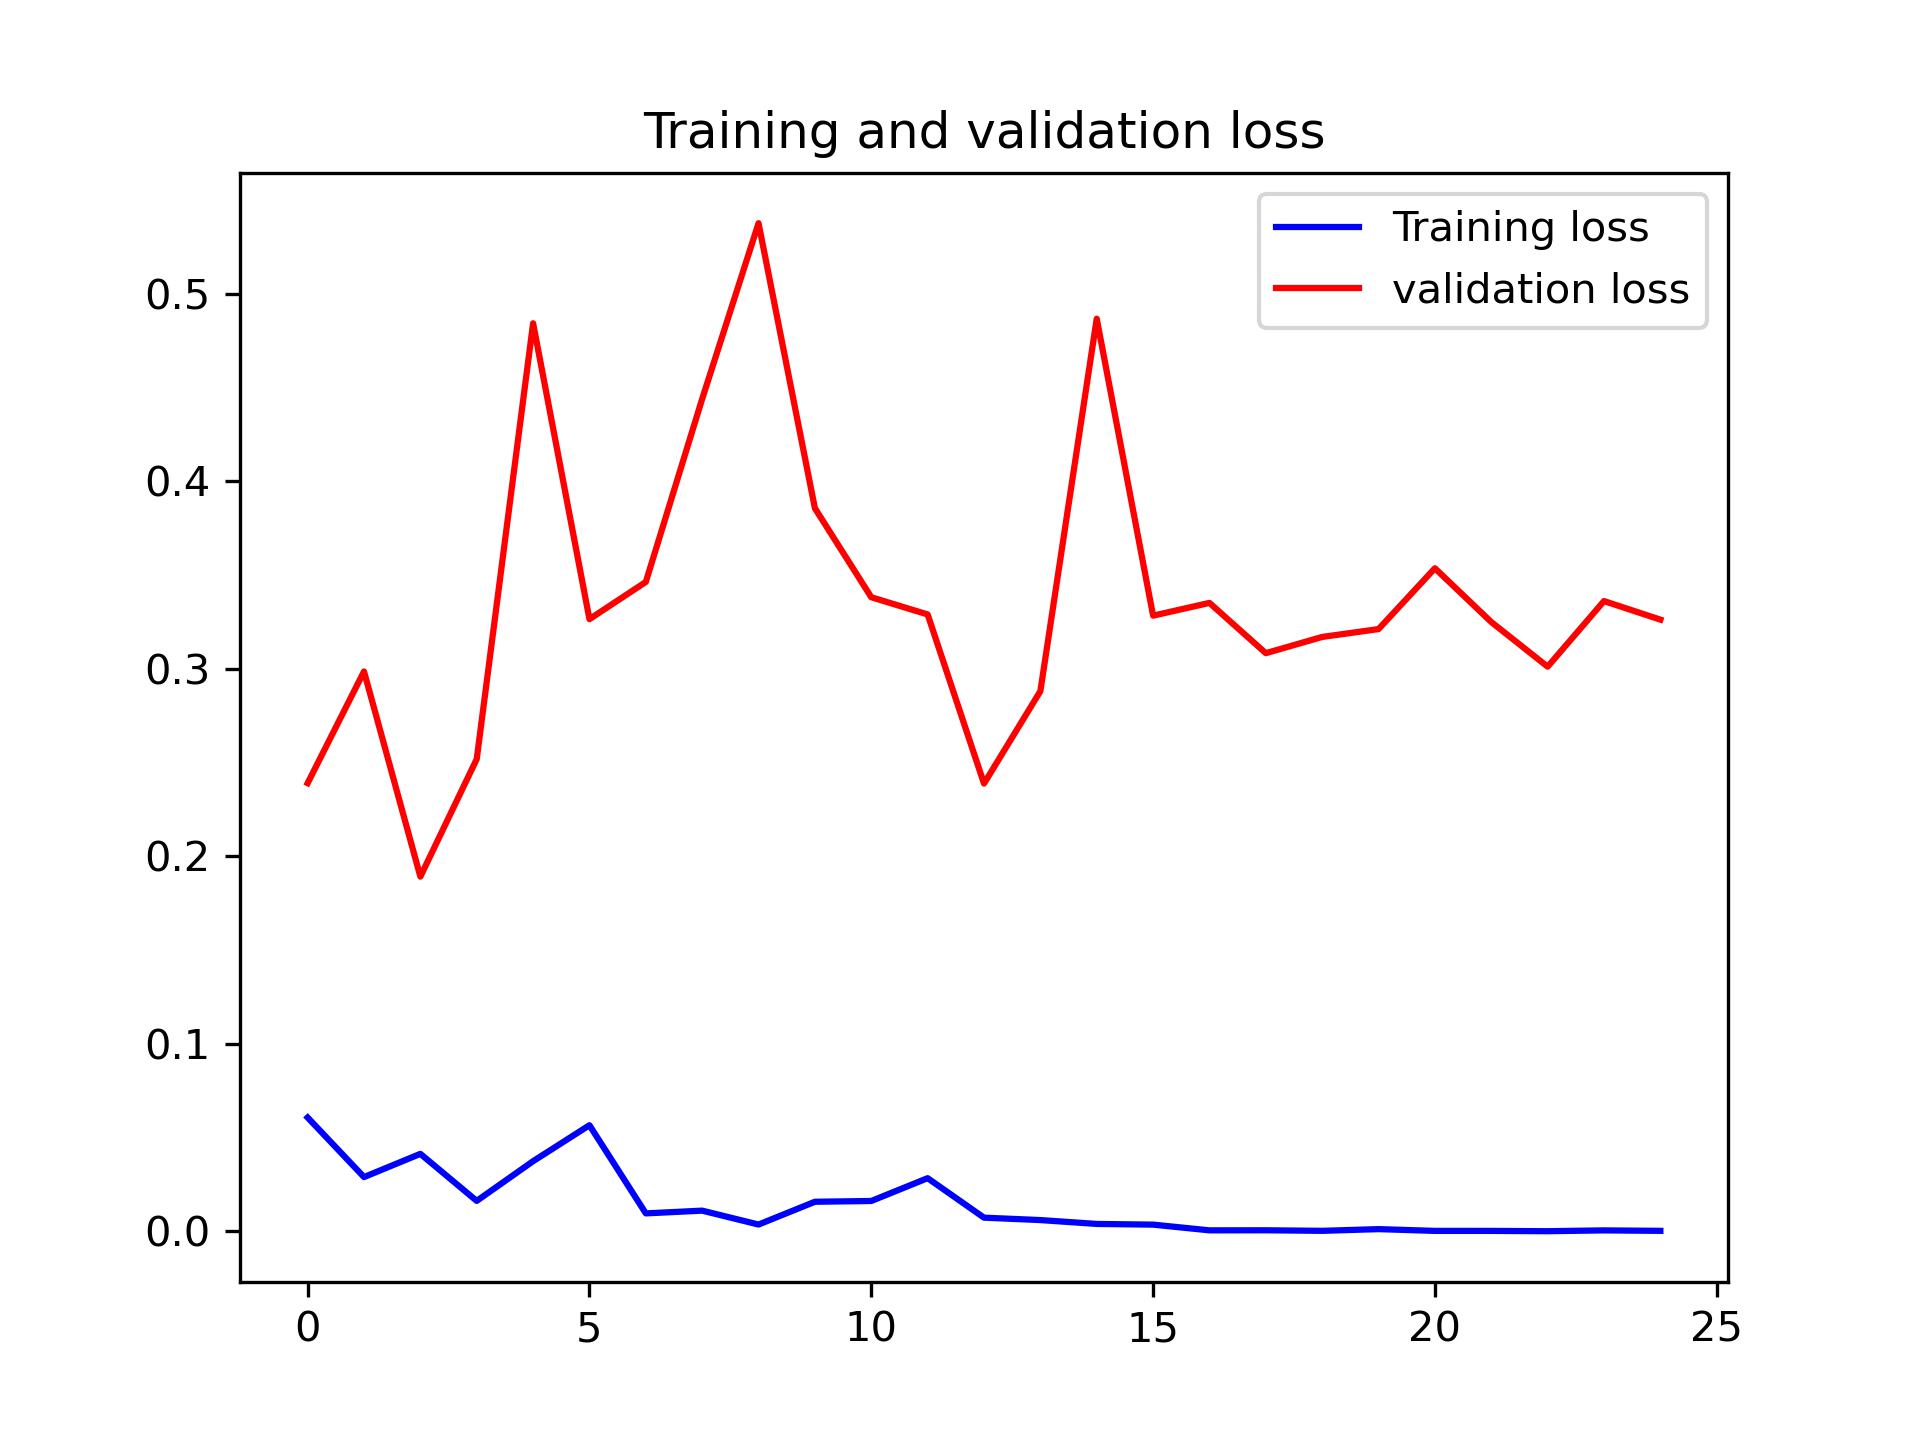 Training and validation loss
Training loss
validation loss
0.5
0.4
0.3
0.2
0.1
0.0
0 5 10 15 20 25